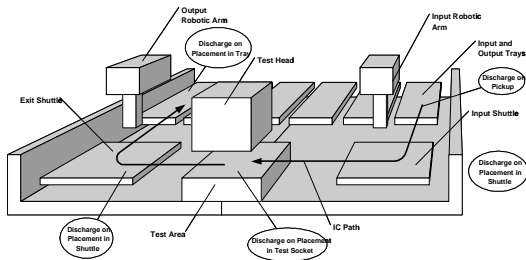 Output
Robotic Arm
Discharge on
Placement in Tray
Test Head
Input Robotic
Arm
Input and
Output Trays
Discharge on
Pickup
Exit Shuttle
Input Shuttle
Discharge on
Placement in
Shuttle
Discharge on
Placement in
Shuttle
Test Area
Discharge on Placement
in Test Socket
IC Path